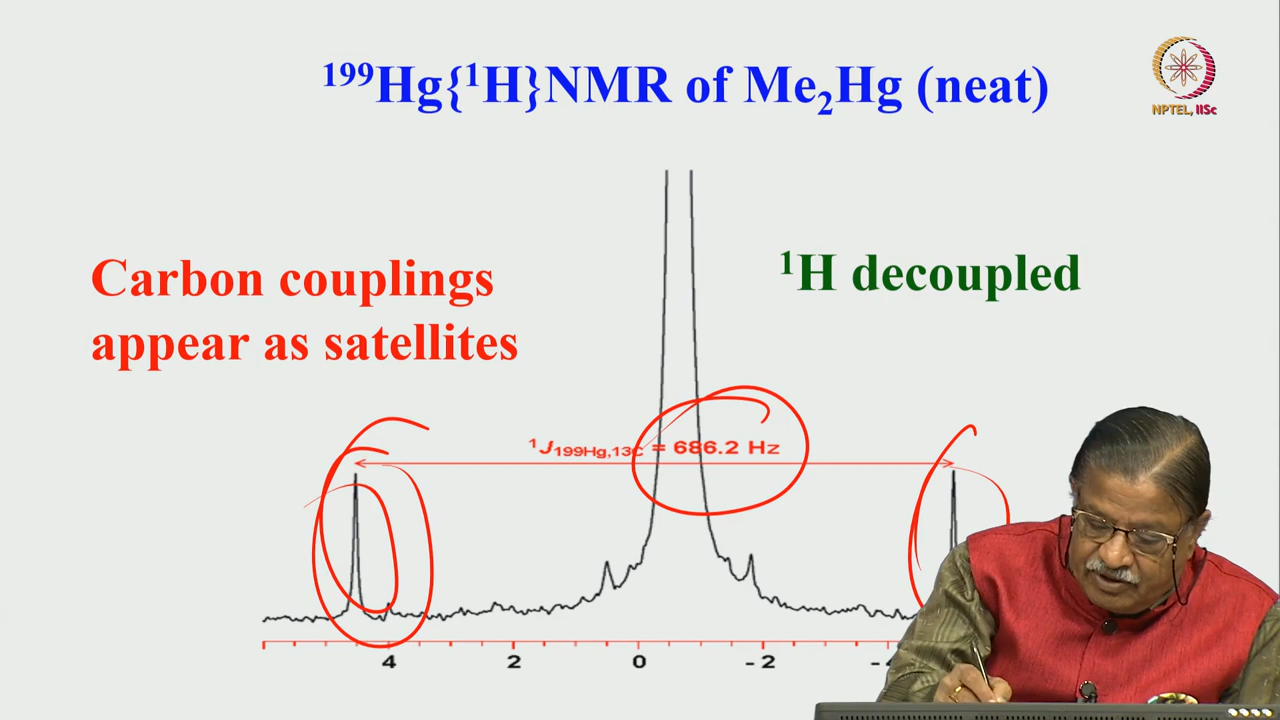 ¹⁹⁹Hg{¹H}NMR of Me₂Hg (neat)
NPTEL, IISc
Carbon couplings
appear as satellites
¹H decoupled
¹J₁₉₉Hg,₁₃C = 686.2 Hz
4 2 0 -2 -4